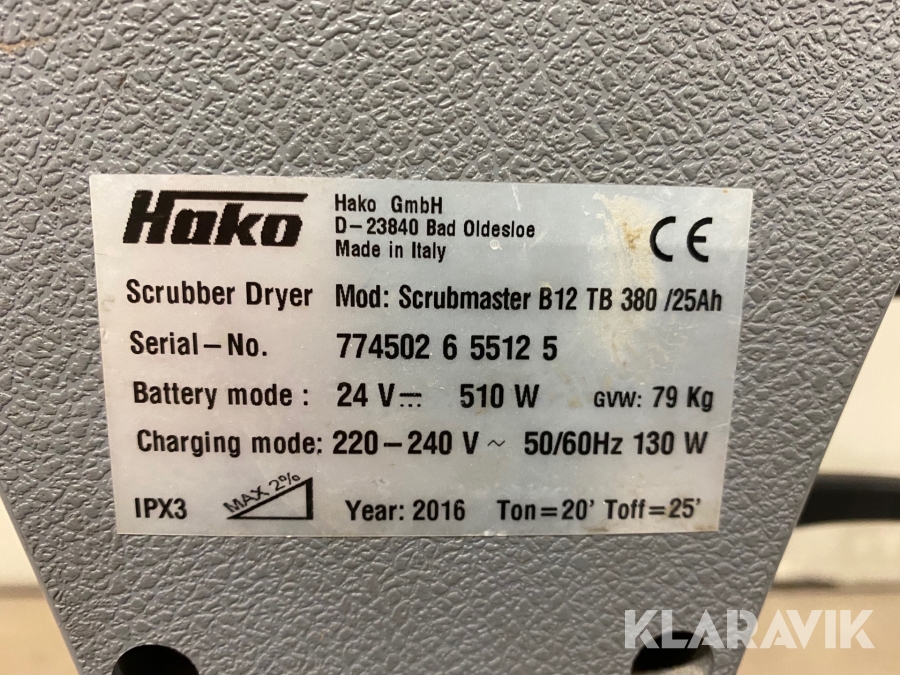 KLARAVIK
Hako
Hako GmbH
D-23840 Bad Oldesloe
Made in Italy
CE
Scrubber Dryer Mod: Scrubmaster B12 TB 380 /25Ah
Serial-No. 774502 6 5512 5
Battery mode : 24 V⎓ 510 W GVW: 79 Kg
Charging mode: 220-240 V ~ 50/60Hz 130 W
IPX3 MAX 2% Year: 2016 Ton=20' Toff=25'
KLARAVIK